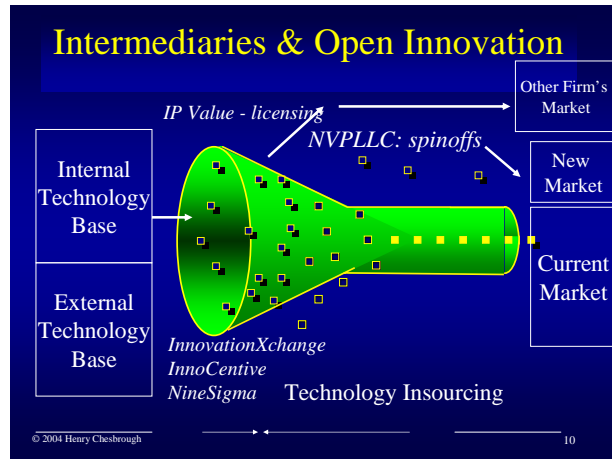 Intermediaries & Open Innovation
Other Firm's
Market
IP Value - licensing
NVPLLC: spinoffs
Internal
Technology
Base
New
Market
External
Technology
Base
Current
Market
InnovationXchange
InnoCentive
NineSigma
Technology Insourcing
© 2004 Henry Chesbrough
10